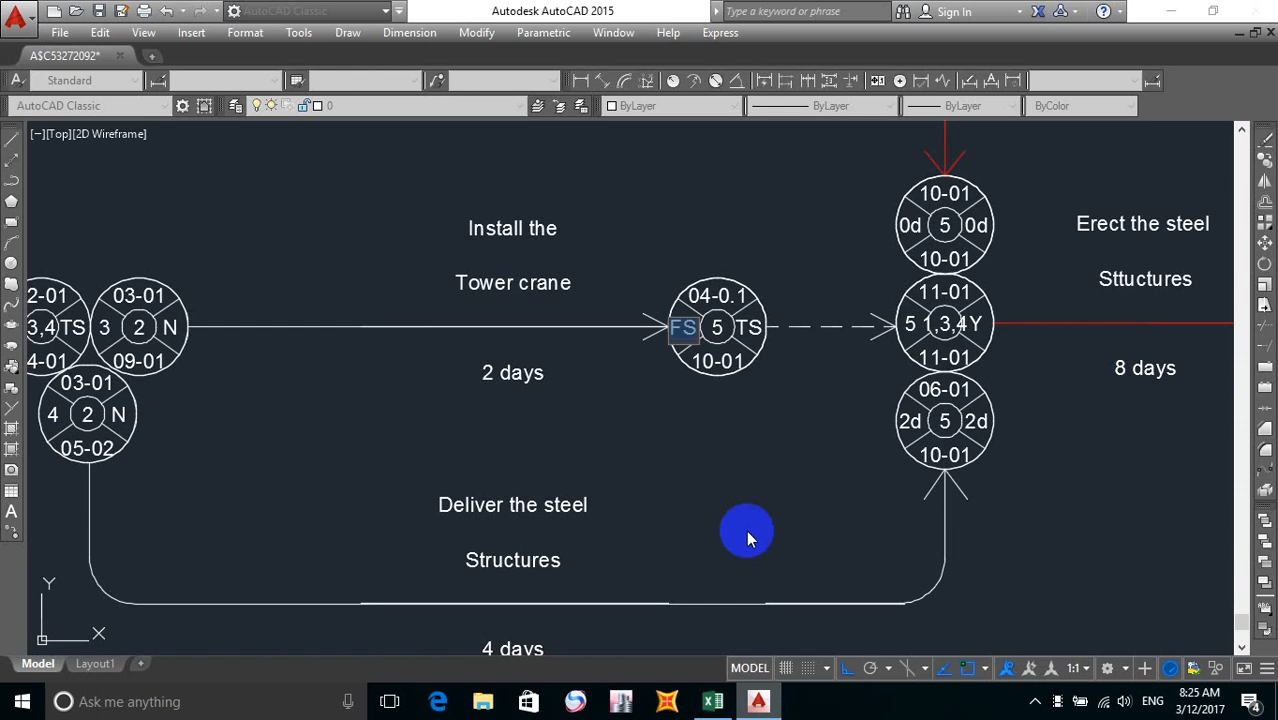 AutoCAD Classic
Autodesk AutoCAD 2015
Type a keyword or phrase
Sign In
File Edit View Insert Format Tools Draw Dimension Modify Parametric Window Help Express
A$C53272092*
Standard
AutoCAD Classic
0
ByLayer
ByLayer
ByLayer
ByColor
[−][Top][2D Wireframe]
Install the
Tower crane
2 days
2-01
3,4 TS
4-01
03-01
3 2 N
09-01
03-01
4 2 N
05-02
04-0.1
FS 5 TS
10-01
10-01
0d 5 0d
10-01
11-01
5 1,3,4Y
11-01
06-01
2d 5 2d
10-01
Erect the steel
Sttuctures
8 days
Deliver the steel
Structures
4 days
Y
X
Model Layout1
MODEL
1:1
Ask me anything
ENG
8:25 AM
3/12/2017
4